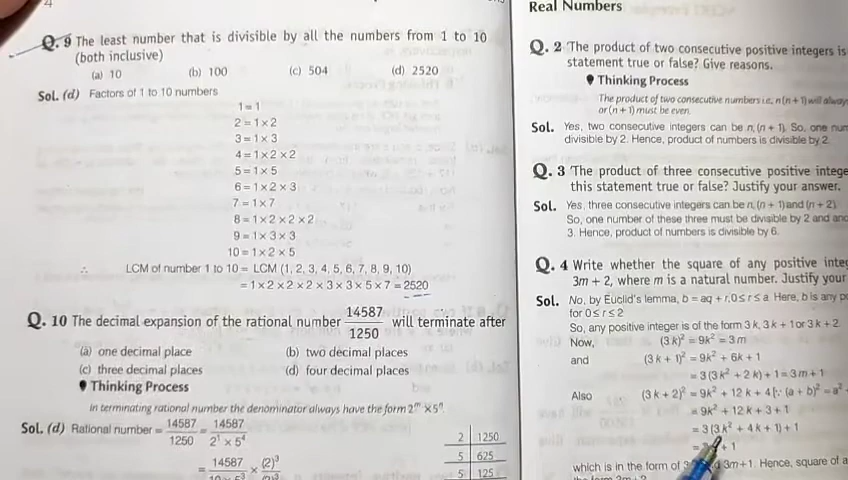 4
Q. 9 The least number that is divisible by all the numbers from 1 to 10
(both inclusive)
(a) 10 (b) 100 (c) 504 (d) 2520
Sol. (d) Factors of 1 to 10 numbers
1 = 1
2 = 1 × 2
3 = 1 × 3
4 = 1 × 2 × 2
5 = 1 × 5
6 = 1 × 2 × 3
7 = 1 × 7
8 = 1 × 2 × 2 × 2
9 = 1 × 3 × 3
10 = 1 × 2 × 5
∴ LCM of number 1 to 10 = LCM (1, 2, 3, 4, 5, 6, 7, 8, 9, 10)
= 1 × 2 × 2 × 2 × 3 × 3 × 5 × 7 = 2520
Q. 10 The decimal expansion of the rational number 14587/1250 will terminate after
(a) one decimal place (b) two decimal places
(c) three decimal places (d) four decimal places
Thinking Process
In terminating rational number the denominator always have the form 2^m × 5^n.
Sol. (d) Rational number = 14587/1250 = 14587/2¹ × 5⁴
2 | 1250
5 | 625
5 | 125
= 14587/10 × 5³ × (2)³/(2)³
Real Numbers
Q. 2 The product of two consecutive positive integers is
statement true or false? Give reasons.
Thinking Process
The product of two consecutive numbers i.e, n(n + 1) will
or (n + 1) must be even.
Sol. Yes, two consecutive integers can be n, (n + 1). So, one
divisible by 2. Hence, product of numbers is divisible by 2.
Q. 3 The product of three consecutive positive
this statement true or false? Justify your answer.
Sol. Yes, three consecutive integers can be n, (n + 1) and (n + 2).
So, one number of these three must be divisible by 2 and
3. Hence, product of numbers is divisible by 6.
Q. 4 Write whether the square of any positive
3m + 2, where m is a natural number. Justify your
Sol. No, by Euclid's lemma, b = aq + r, 0 ≤ r ≤ a. Here, b is any
for 0 ≤ r ≤ 2
So, any positive integer is of the form 3k, 3k + 1 or 3k + 2.
Now, (3k)² = 9k² = 3m
and (3k + 1)² = 9k² + 6k + 1
= 3(3k² + 2k) + 1 = 3m + 1
Also (3k + 2)² = 9k² + 12k + 4 [∵ (a + b)² = a²
= 9k² + 12k + 3 + 1
= 3(3k² + 4k + 1) + 1
= + 1
which is in the form of 3 3m + 1. Hence, square of